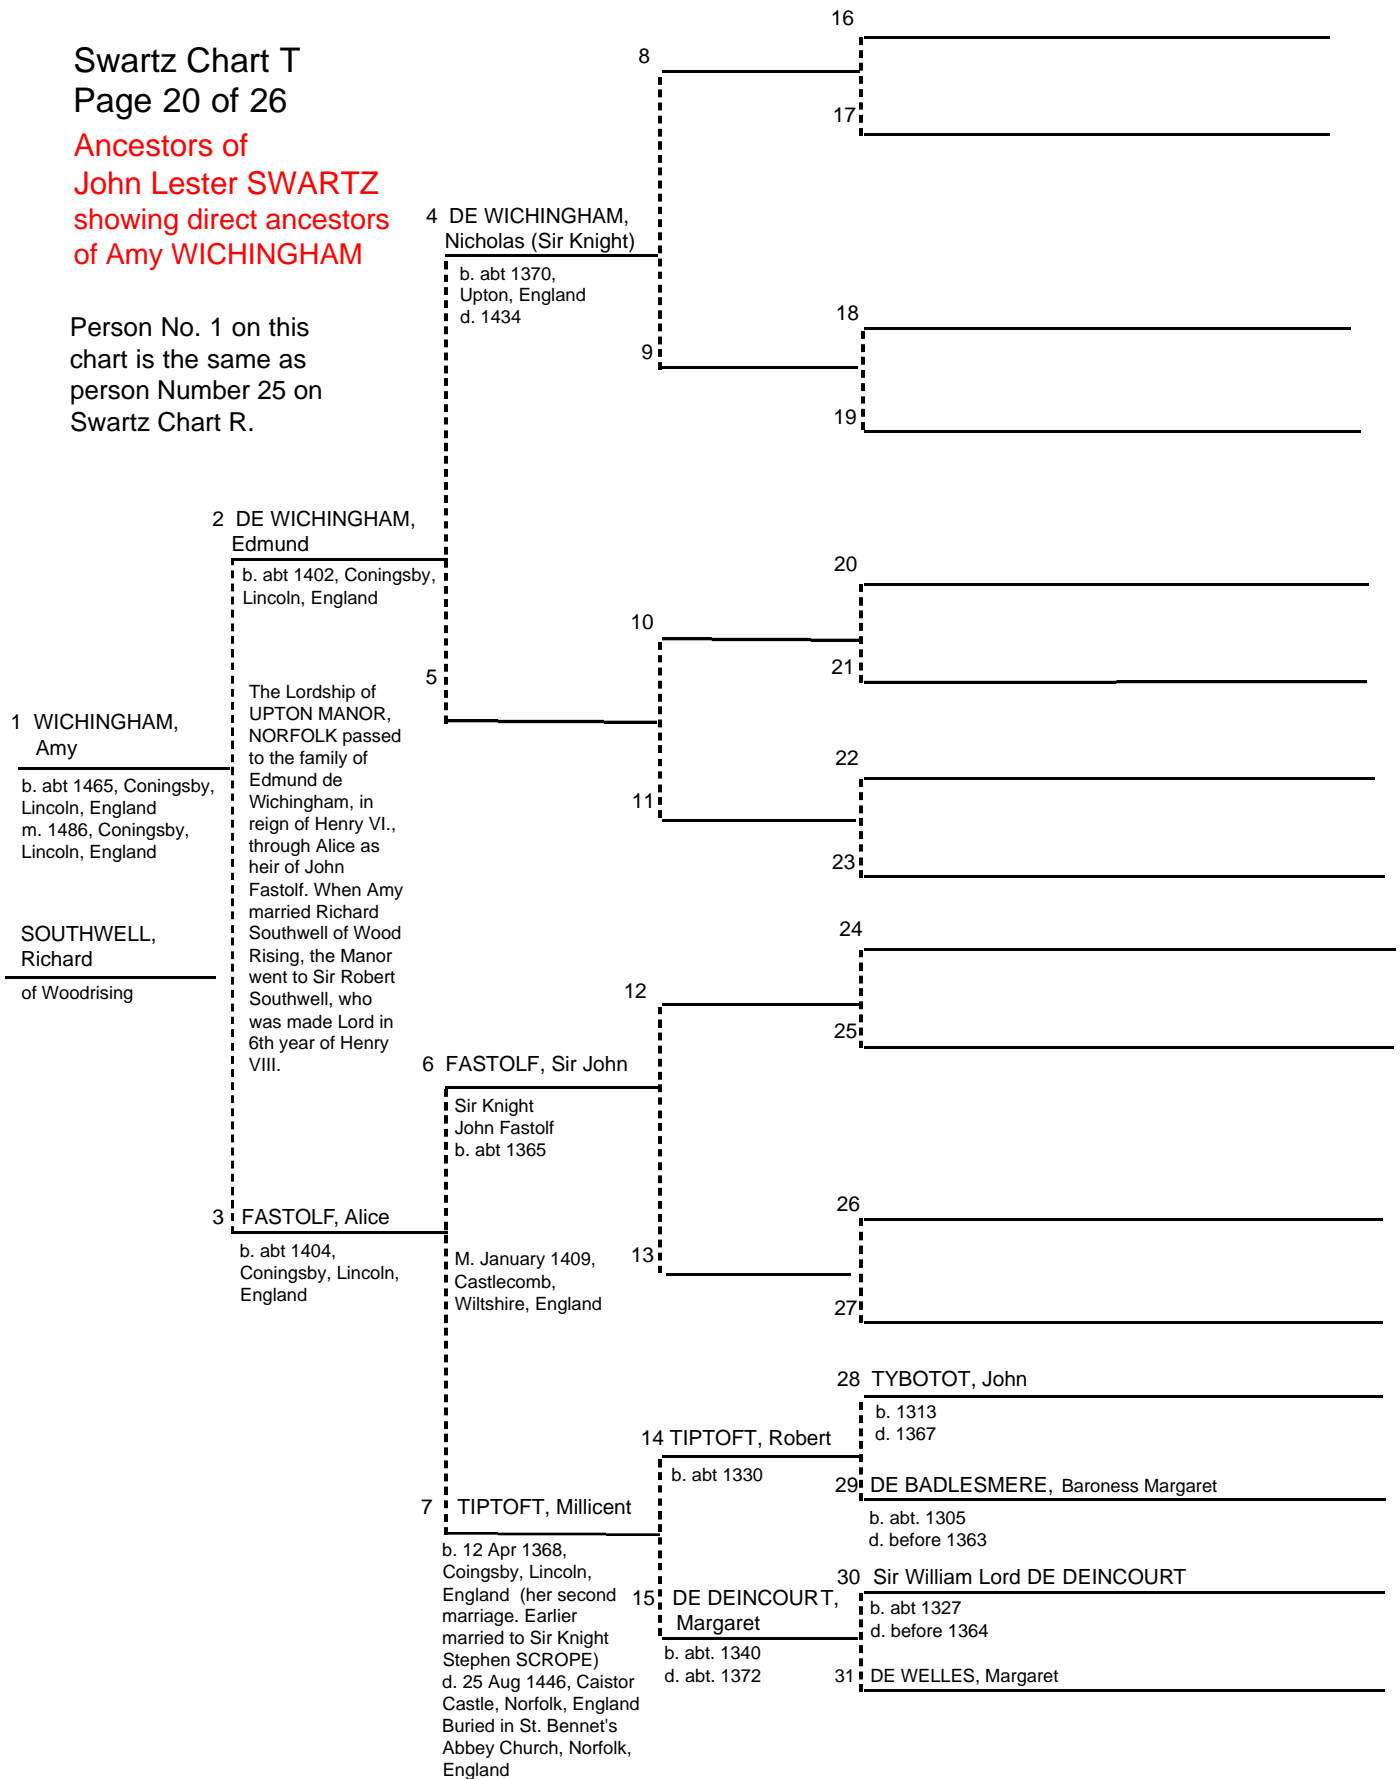 Swartz Chart T
Page 20 of 26
Ancestors of
John Lester SWARTZ
showing direct ancestors
of Amy WICHINGHAM
Person No. 1 on this
chart is the same as
person Number 25 on
Swartz Chart R.
1 WICHINGHAM,
Amy
b. abt 1465, Coningsby,
Lincoln, England
m. 1486, Coningsby,
Lincoln, England
SOUTHWELL,
Richard
of Woodrising
2 DE WICHINGHAM,
Edmund
b. abt 1402, Coningsby,
Lincoln, England
The Lordship of
UPTON MANOR,
NORFOLK passed
to the family of
Edmund de
Wichingham, in
reign of Henry VI.,
through Alice as
heir of John
Fastolf. When Amy
married Richard
Southwell of Wood
Rising, the Manor
went to Sir Robert
Southwell, who
was made Lord in
6th year of Henry
VIII.
3 FASTOLF, Alice
b. abt 1404,
Coningsby, Lincoln,
England
4 DE WICHINGHAM,
Nicholas (Sir Knight)
b. abt 1370,
Upton, England
d. 1434
5
6 FASTOLF, Sir John
Sir Knight
John Fastolf
b. abt 1365
M. January 1409,
Castlecomb,
Wiltshire, England
7 TIPTOFT, Millicent
b. 12 Apr 1368,
Coingsby, Lincoln,
England (her second
marriage. Earlier
married to Sir Knight
Stephen SCROPE)
d. 25 Aug 1446, Caistor
Castle, Norfolk, England
Buried in St. Bennet's
Abbey Church, Norfolk,
England
8
9
10
11
12
13
14 TIPTOFT, Robert
b. abt 1330
15 DE DEINCOURT,
Margaret
b. abt. 1340
d. abt. 1372
16
17
18
19
20
21
22
23
24
25
26
27
28 TYBOTOT, John
b. 1313
d. 1367
29 DE BADLESMERE, Baroness Margaret
b. abt. 1305
d. before 1363
30 Sir William Lord DE DEINCOURT
b. abt 1327
d. before 1364
31 DE WELLES, Margaret